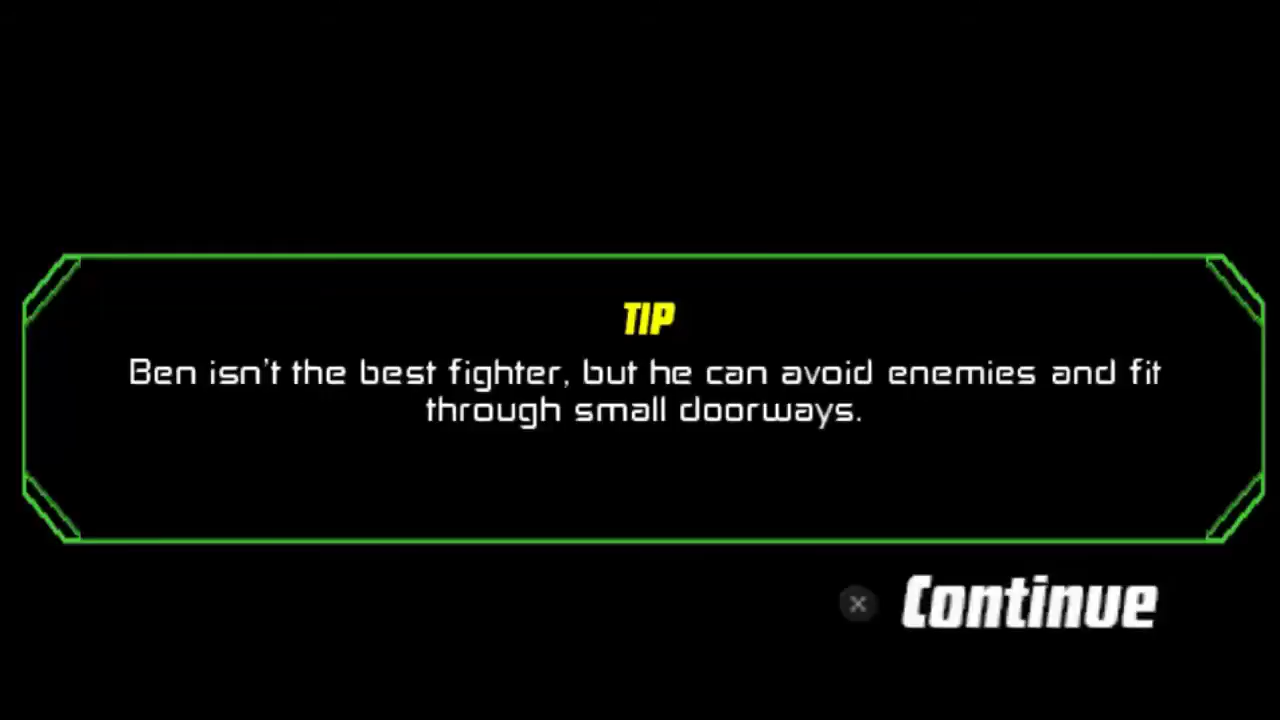 TIP
Ben isn't the best fighter, but he can avoid enemies and fit
through small doorways.
Continue